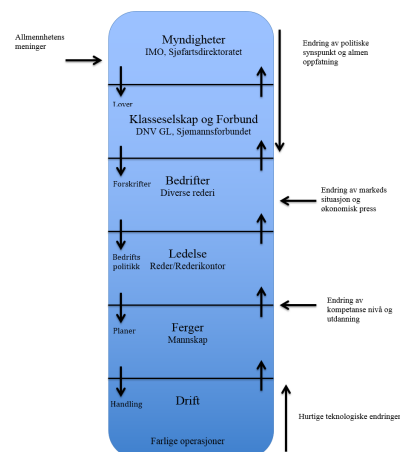 Allmennhetens
meninger
Myndigheter
IMO, Sjøfartsdirektoratet
Endring av politiske
synspunkt og almen
oppfatning
Lover
Klasseselskap og Forbund
DNV GL, Sjømannsforbundet
Forskrifter
Bedrifter
Diverse rederi
Endring av markeds
situasjon og
økonomisk press
Bedrifts
politikk
Ledelse
Reder/Rederikontor
Endring av
kompetanse nivå og
utdanning
Planer
Ferger
Mannskap
Handling
Drift
Hurtige teknologiske endringer
Farlige operasjoner